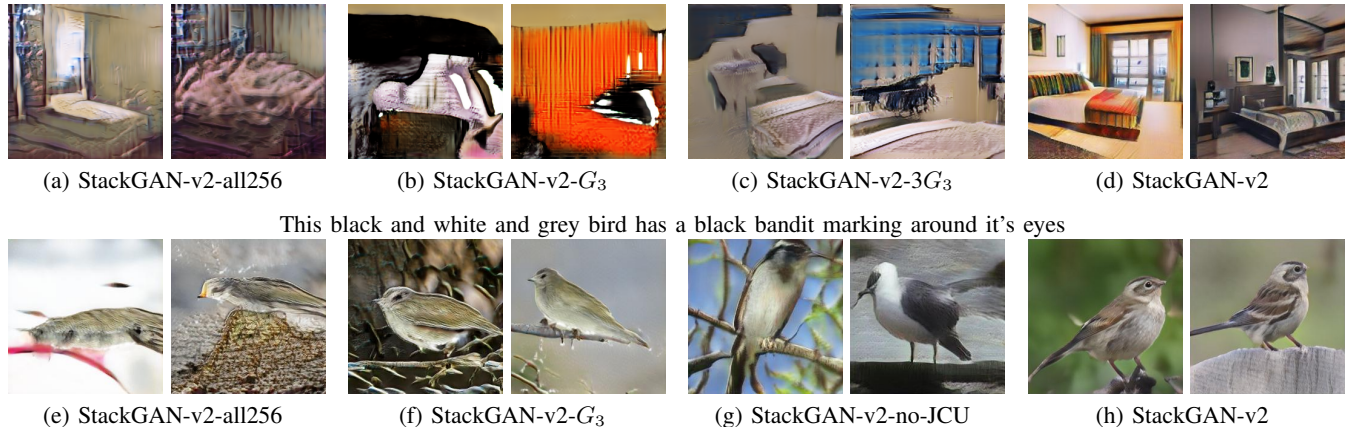 (a) StackGAN-v2-all256 (b) StackGAN-v2-G₃ (c) StackGAN-v2-3G₃ (d) StackGAN-v2
This black and white and grey bird has a black bandit marking around it's eyes
(e) StackGAN-v2-all256 (f) StackGAN-v2-G₃ (g) StackGAN-v2-no-JCU (h) StackGAN-v2